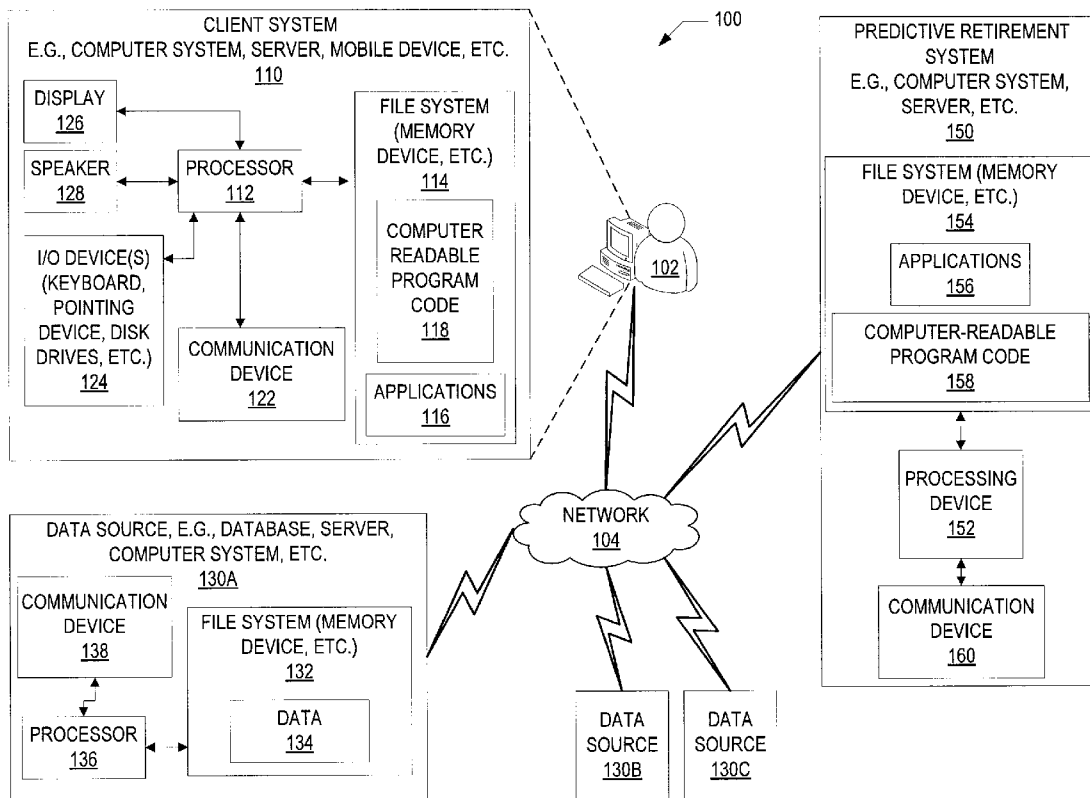 CLIENT SYSTEM
E.G., COMPUTER SYSTEM, SERVER, MOBILE DEVICE, ETC.
110
DISPLAY
126
SPEAKER
128
PROCESSOR
112
I/O DEVICE(S)
(KEYBOARD,
POINTING
DEVICE, DISK
DRIVES, ETC.)
124
COMMUNICATION
DEVICE
122
FILE SYSTEM
(MEMORY
DEVICE, ETC.)
114
COMPUTER
READABLE
PROGRAM
CODE
118
APPLICATIONS
116
100
102
NETWORK
104
PREDICTIVE RETIREMENT
SYSTEM
E.G., COMPUTER SYSTEM,
SERVER, ETC.
150
FILE SYSTEM (MEMORY
DEVICE, ETC.)
154
APPLICATIONS
156
COMPUTER-READABLE
PROGRAM CODE
158
PROCESSING
DEVICE
152
COMMUNICATION
DEVICE
160
DATA SOURCE, E.G., DATABASE, SERVER,
COMPUTER SYSTEM, ETC.
130A
COMMUNICATION
DEVICE
138
PROCESSOR
136
FILE SYSTEM (MEMORY
DEVICE, ETC.)
132
DATA
134
DATA
SOURCE
130B
DATA
SOURCE
130C